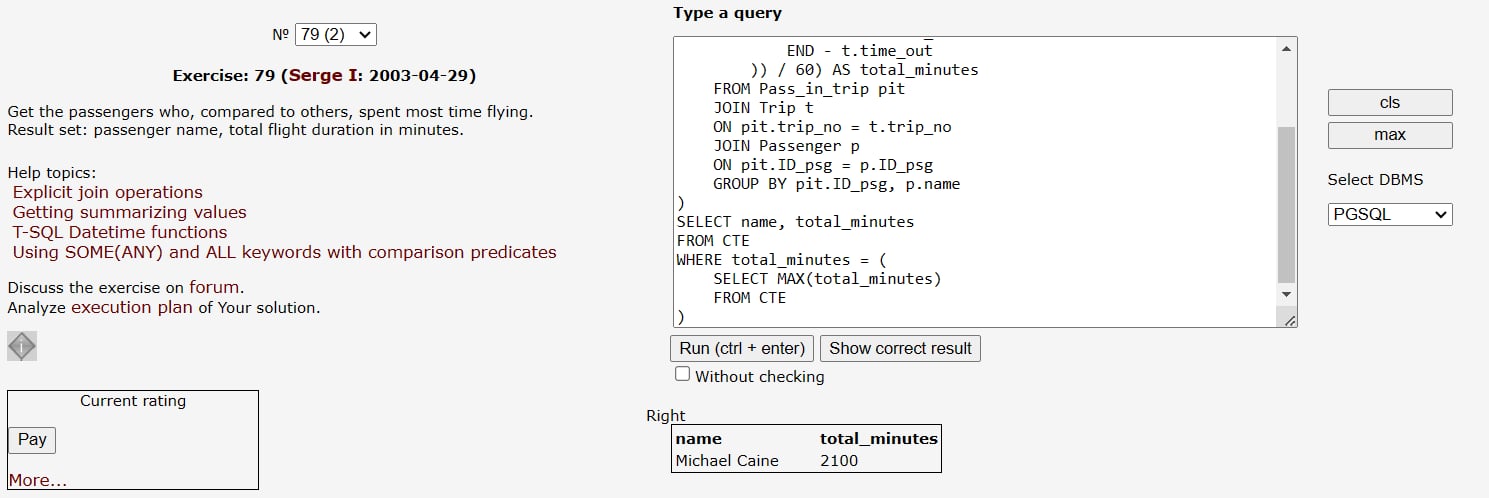 Nº 79 (2)
Exercise: 79 (Serge I: 2003-04-29)
Get the passengers who, compared to others, spent most time flying.
Result set: passenger name, total flight duration in minutes.
Help topics:
Explicit join operations
Getting summarizing values
T-SQL Datetime functions
Using SOME(ANY) and ALL keywords with comparison predicates
Discuss the exercise on forum.
Analyze execution plan of Your solution.
Current rating
Pay
More...
Type a query
            END - t.time_out
        )) / 60) AS total_minutes
    FROM Pass_in_trip pit
    JOIN Trip t
    ON pit.trip_no = t.trip_no
    JOIN Passenger p
    ON pit.ID_psg = p.ID_psg
    GROUP BY pit.ID_psg, p.name
)
SELECT name, total_minutes
FROM CTE
WHERE total_minutes = (
    SELECT MAX(total_minutes)
    FROM CTE
)
Run (ctrl + enter) Show correct result
Without checking
Right
name total_minutes
Michael Caine 2100
cls
max
Select DBMS
PGSQL